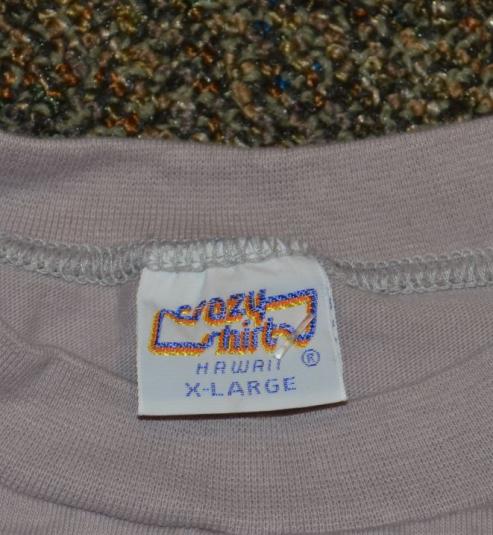 crazy
shirts
HAWAII ®
X-LARGE